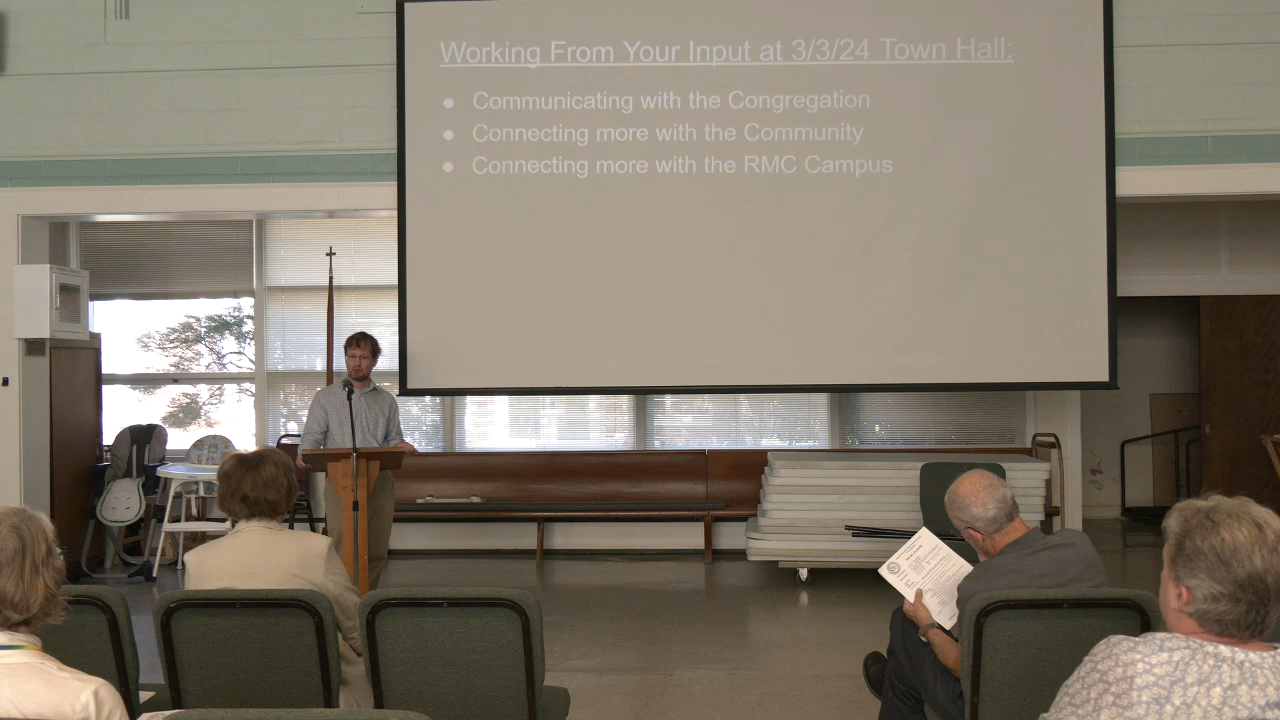 Working From Your Input at 3/3/24 Town Hall:
● Communicating with the Congregation
● Connecting more with the Community
● Connecting more with the RMC Campus